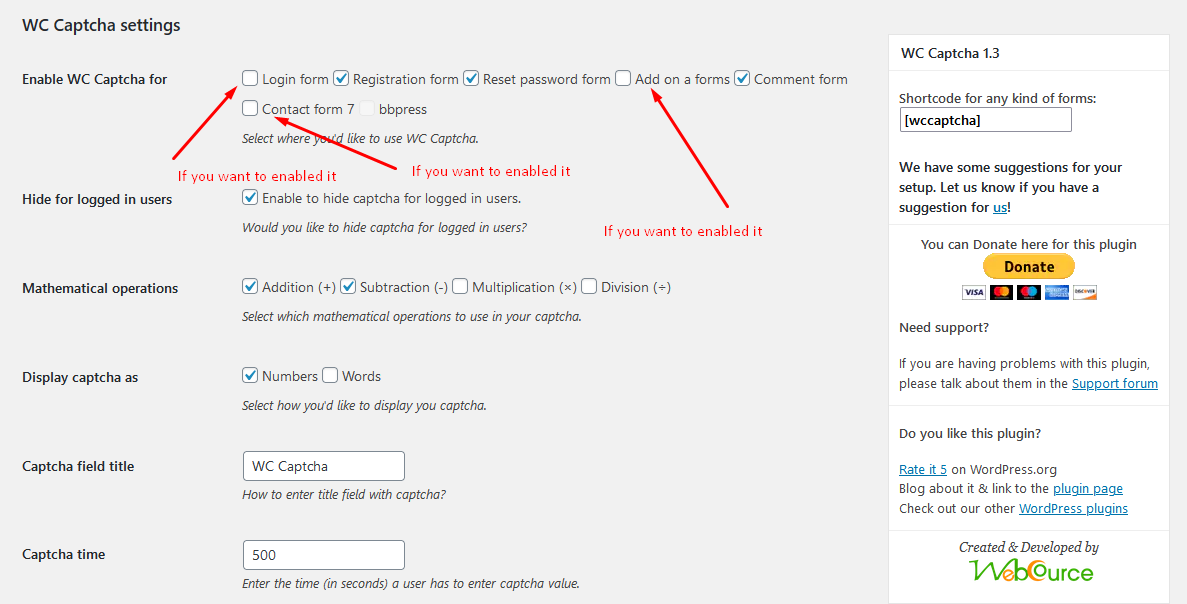 WC Captcha settings
Enable WC Captcha for
Login form Registration form Reset password form Add on a forms Comment form
Contact form 7 bbpress
Select where you'd like to use WC Captcha.
If you want to enabled it
If you want to enabled it
If you want to enabled it
Hide for logged in users
Enable to hide captcha for logged in users.
Would you like to hide captcha for logged in users?
Mathematical operations
Addition (+) Subtraction (-) Multiplication (×) Division (÷)
Select which mathematical operations to use in your captcha.
Display captcha as
Numbers Words
Select how you'd like to display you captcha.
Captcha field title
WC Captcha
How to enter title field with captcha?
Captcha time
500
Enter the time (in seconds) a user has to enter captcha value.
WC Captcha 1.3
Shortcode for any kind of forms:
[wccaptcha]
We have some suggestions for your
setup. Let us know if you have a
suggestion for us!
You can Donate here for this plugin
Donate
VISA DISCOVER
Need support?
If you are having problems with this plugin,
please talk about them in the Support forum
Do you like this plugin?
Rate it 5 on WordPress.org
Blog about it & link to the plugin page
Check out our other WordPress plugins
Created & Developed by
WebCource